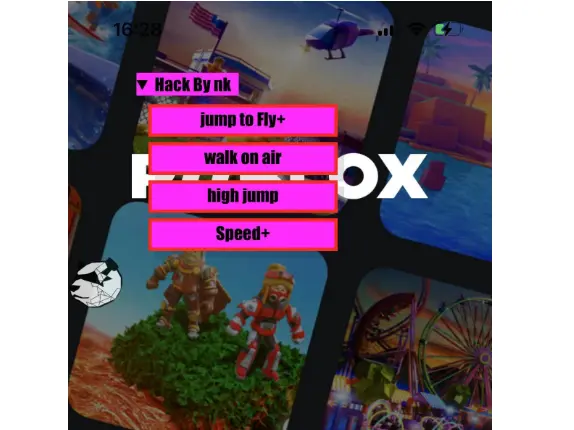 16:28
▼ Hack By nk
jump to Fly+
walk on air
high jump
Speed+